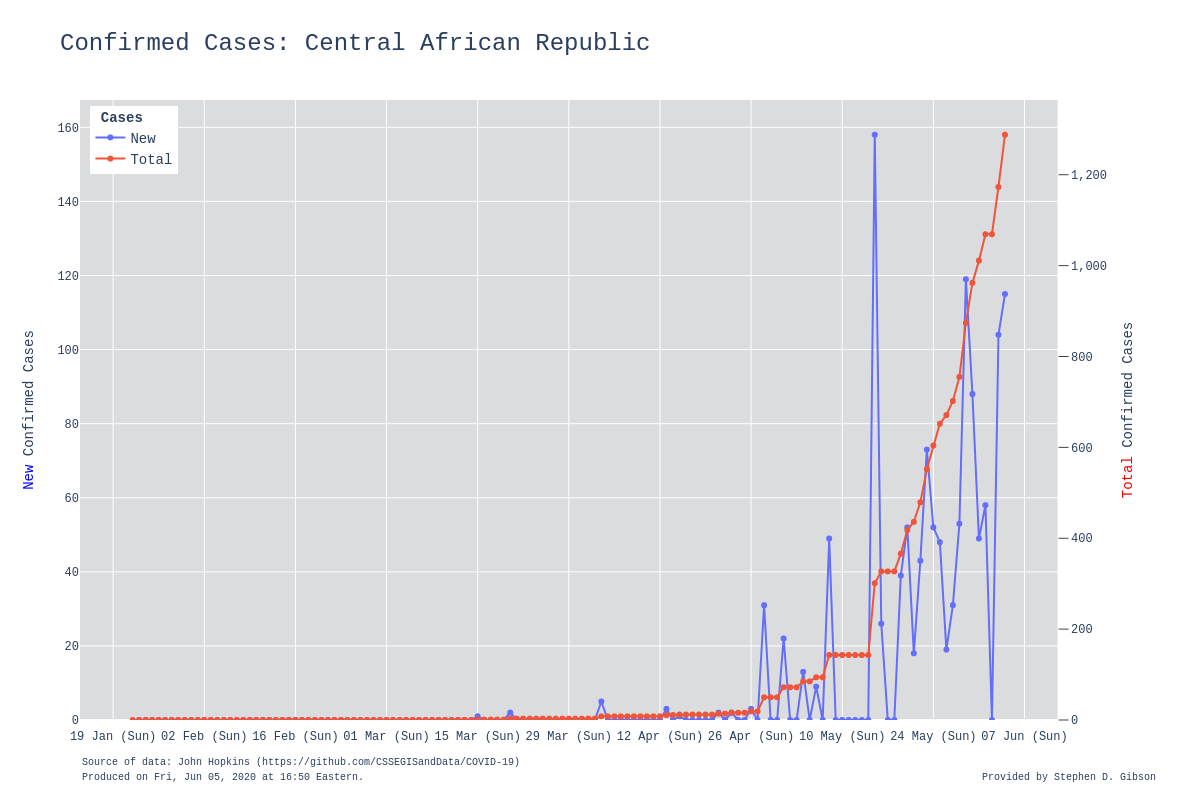 Confirmed Cases: Central African Republic
Cases
New
Total
160
140
120
100
80
60
40
20
0
New Confirmed Cases
1,200
1,000
800
600
400
200
0
Total Confirmed Cases
19 Jan (Sun) 02 Feb (Sun) 16 Feb (Sun) 01 Mar (Sun) 15 Mar (Sun) 29 Mar (Sun) 12 Apr (Sun) 26 Apr (Sun) 10 May (Sun) 24 May (Sun) 07 Jun (Sun)
Source of data: John Hopkins (https://github.com/CSSEGISandData/COVID-19)
Produced on Fri, Jun 05, 2020 at 16:50 Eastern.
Provided by Stephen D. Gibson